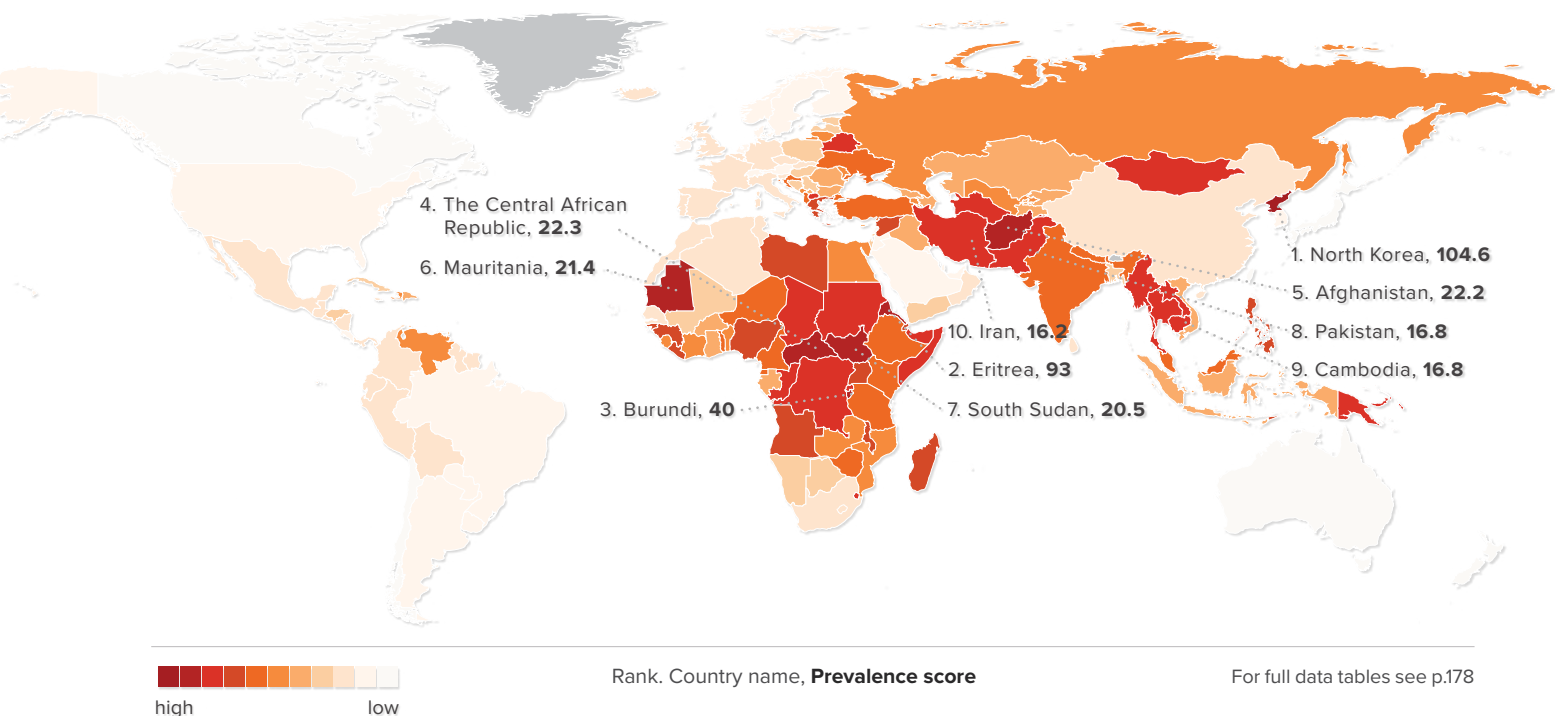 4. The Central African
Republic, 22.3
6. Mauritania, 21.4
3. Burundi, 40
10. Iran, 16.2
2. Eritrea, 93
7. South Sudan, 20.5
1. North Korea, 104.6
5. Afghanistan, 22.2
8. Pakistan, 16.8
9. Cambodia, 16.8
high low
Rank. Country name, Prevalence score
For full data tables see p.178